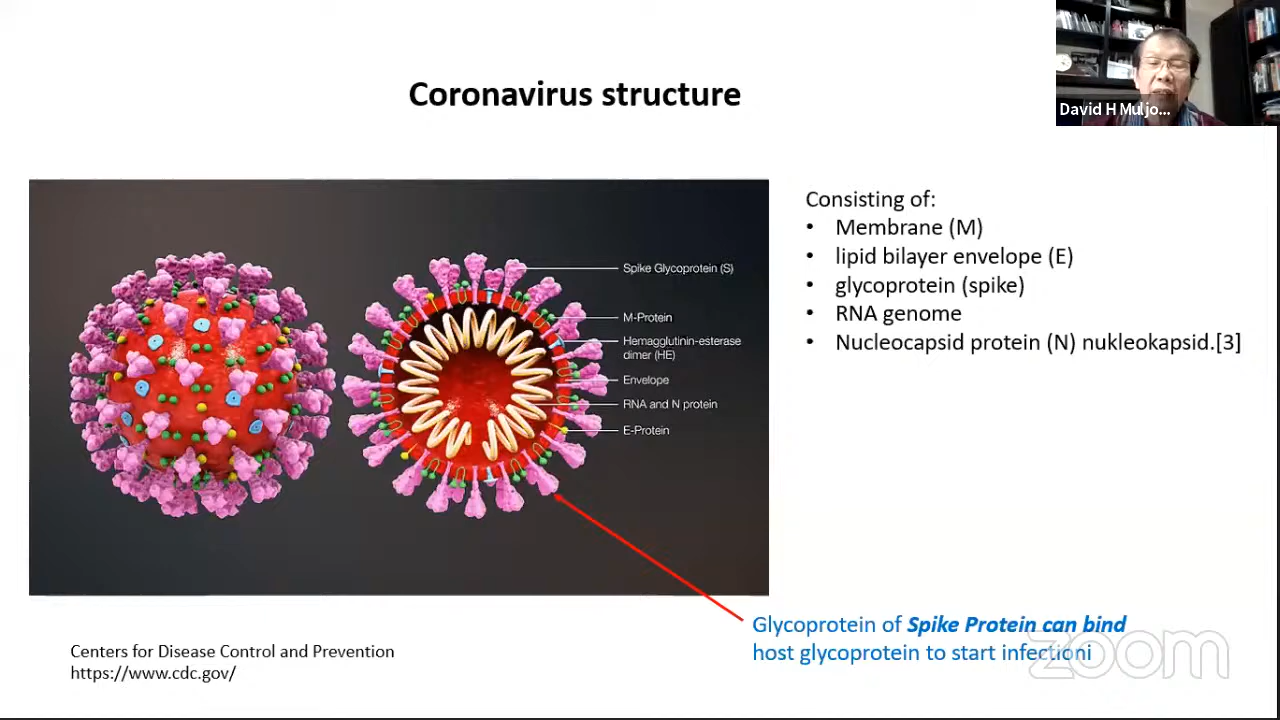 Coronavirus structure
David H Muljo...
Consisting of:
• Membrane (M)
• lipid bilayer envelope (E)
• glycoprotein (spike)
• RNA genome
• Nucleocapsid protein (N) nukleokapsid.[3]
Spike Glycoprotein (S)
M-Protein
Hemagglutinin-esterase
dimer (HE)
Envelope
RNA and N protein
E-Protein
Glycoprotein of Spike Protein can bind
host glycoprotein to start infectioni
Centers for Disease Control and Prevention
https://www.cdc.gov/
zoom